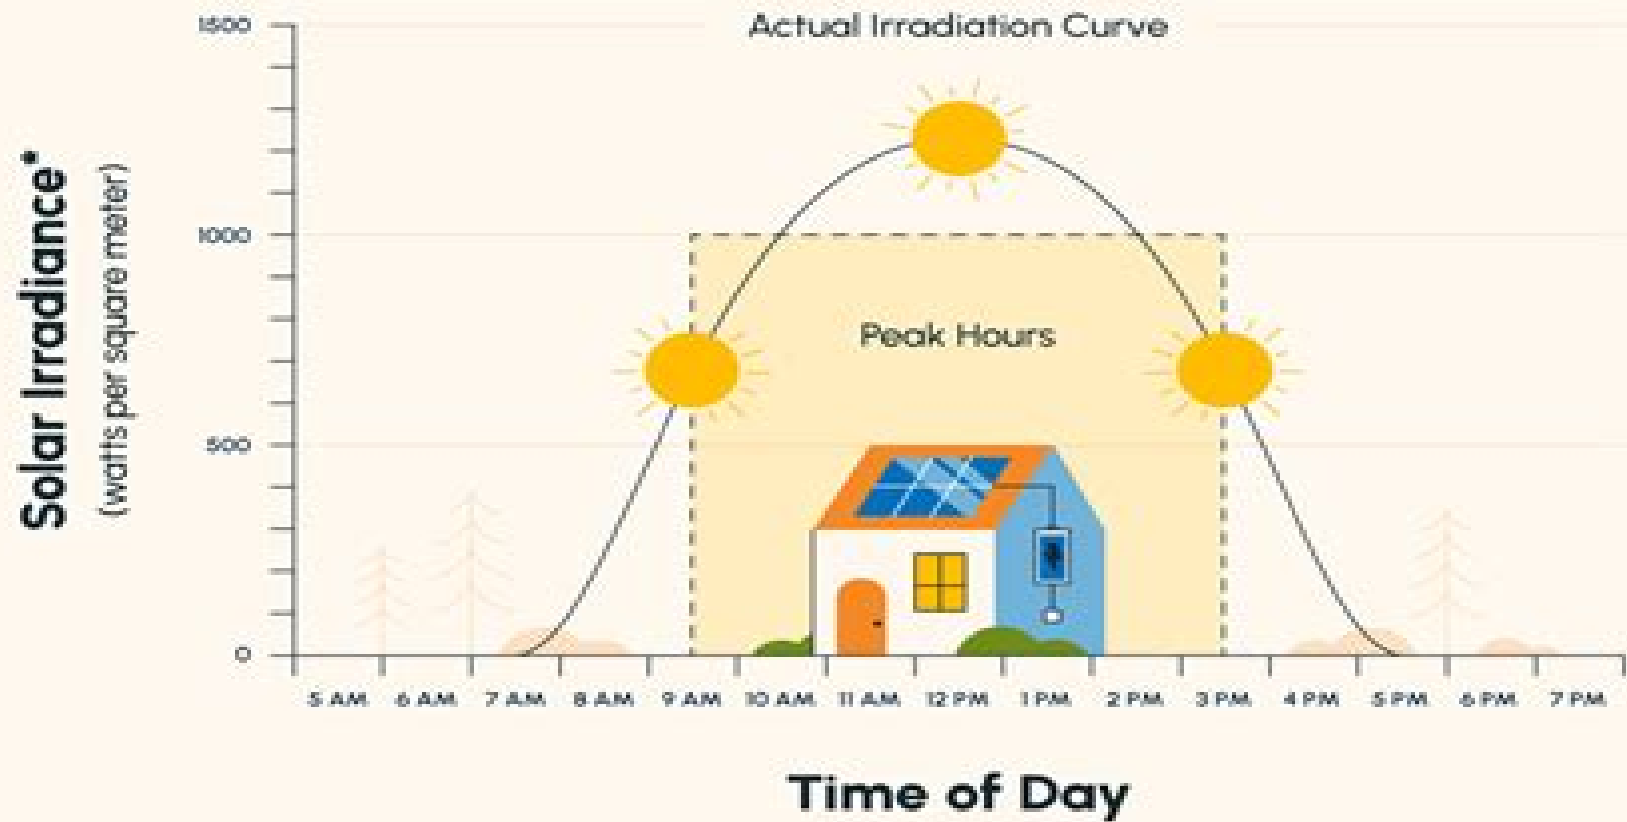 Actual Irradiation Curve
Solar Irradiance*
(watts per square meter)
1500
1000
500
0
Peak Hours
5 AM 6 AM 7 AM 8 AM 9 AM 10 AM 11 AM 12 PM 1 PM 2 PM 3 PM 4 PM 5 PM 6 PM 7 PM
Time of Day